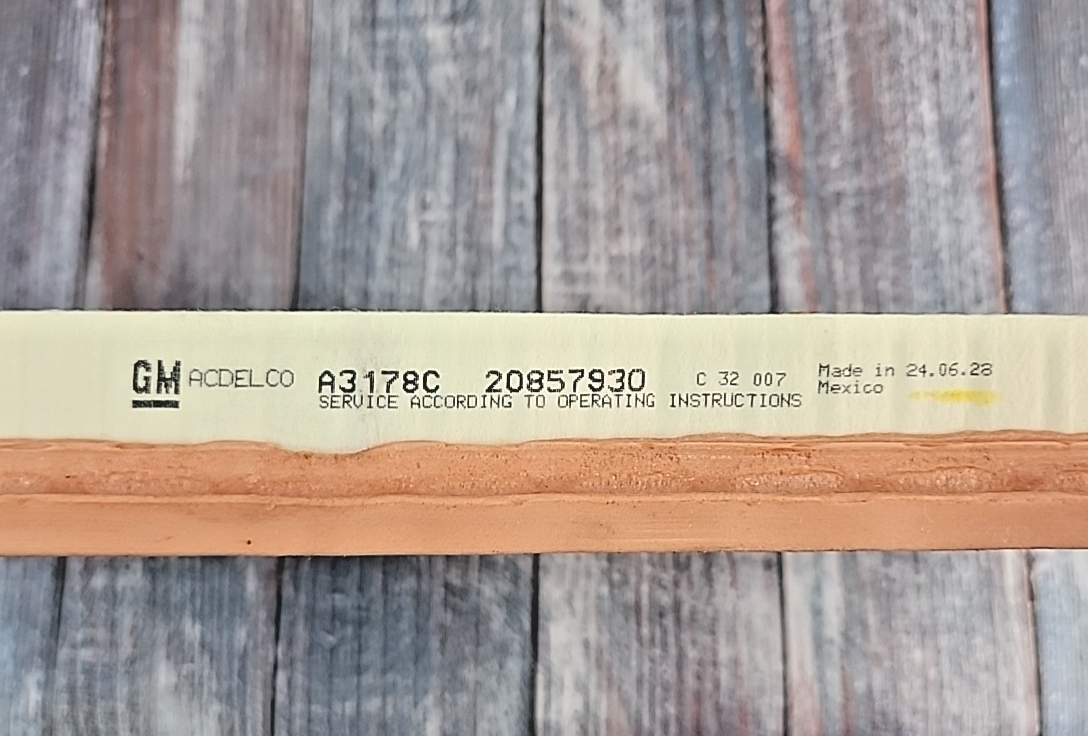 GM ACDELCO A3178C 20857930 C 32 007 Made in 24.06.28
SERVICE ACCORDING TO OPERATING INSTRUCTIONS Mexico